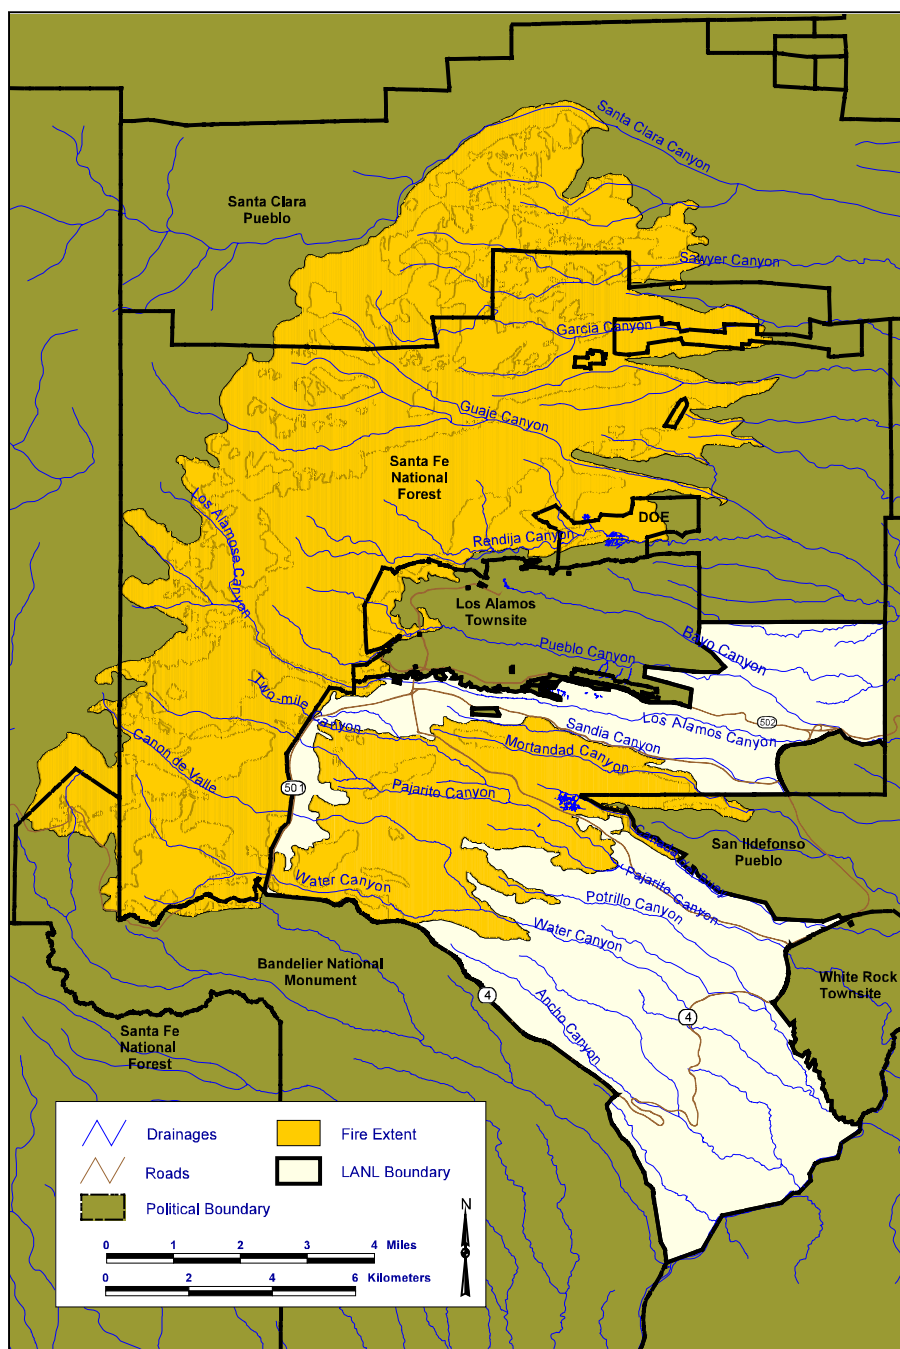 Santa Clara Canyon
Santa Clara
Pueblo
Sawyer Canyon
Garcia Canyon
Guaje Canyon
Santa Fe
National
Forest
Los Alamose Canyon
DOE
Rendija Canyon
Los Alamos
Townsite
Bayo Canyon
Pueblo Canyon
Two-mile Canyon
Los Alamos Canyon
502
Sandia Canyon
Mortandad Canyon
Canon de Valle
501
Pajarito Canyon
San Ildefonso
Pueblo
Water Canyon
Pajarito Canyon
Potrillo Canyon
Water Canyon
Bandelier National
Monument
White Rock
Townsite
4
Ancho Canyon
4
Santa Fe
National
Forest
Drainages
Fire Extent
Roads
LANL Boundary
Political Boundary
N
0 1 2 3 4 Miles
0 2 4 6 Kilometers